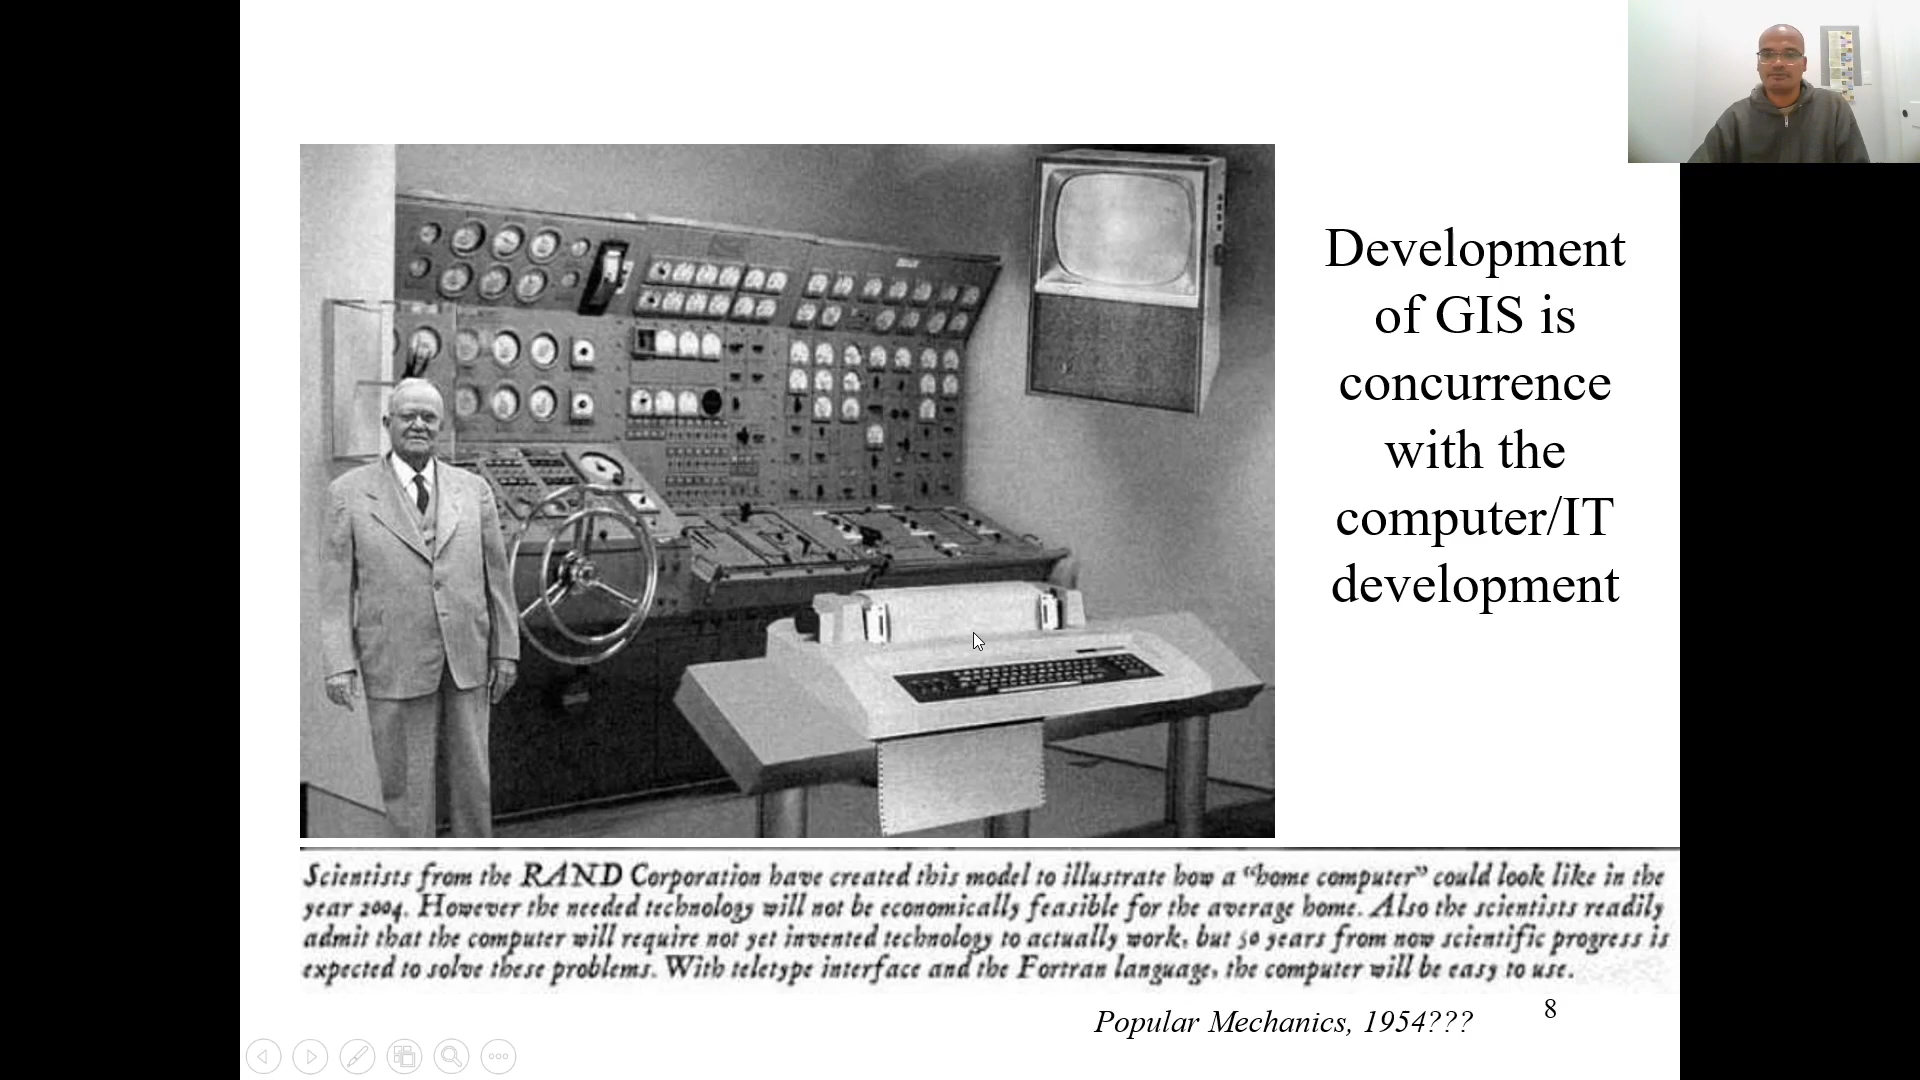 Development
of GIS is
concurrence
with the
computer/IT
development
Scientists from the RAND Corporation have created this model to illustrate how a "home computer" could look like in the
year 2004. However the needed technology will not be economically feasible for the average home. Also the scientists readily
admit that the computer will require not yet invented technology to actually work, but 50 years from now scientific progress is
expected to solve these problems. With teletype interface and the Fortran language, the computer will be easy to use.
Popular Mechanics, 1954???
8